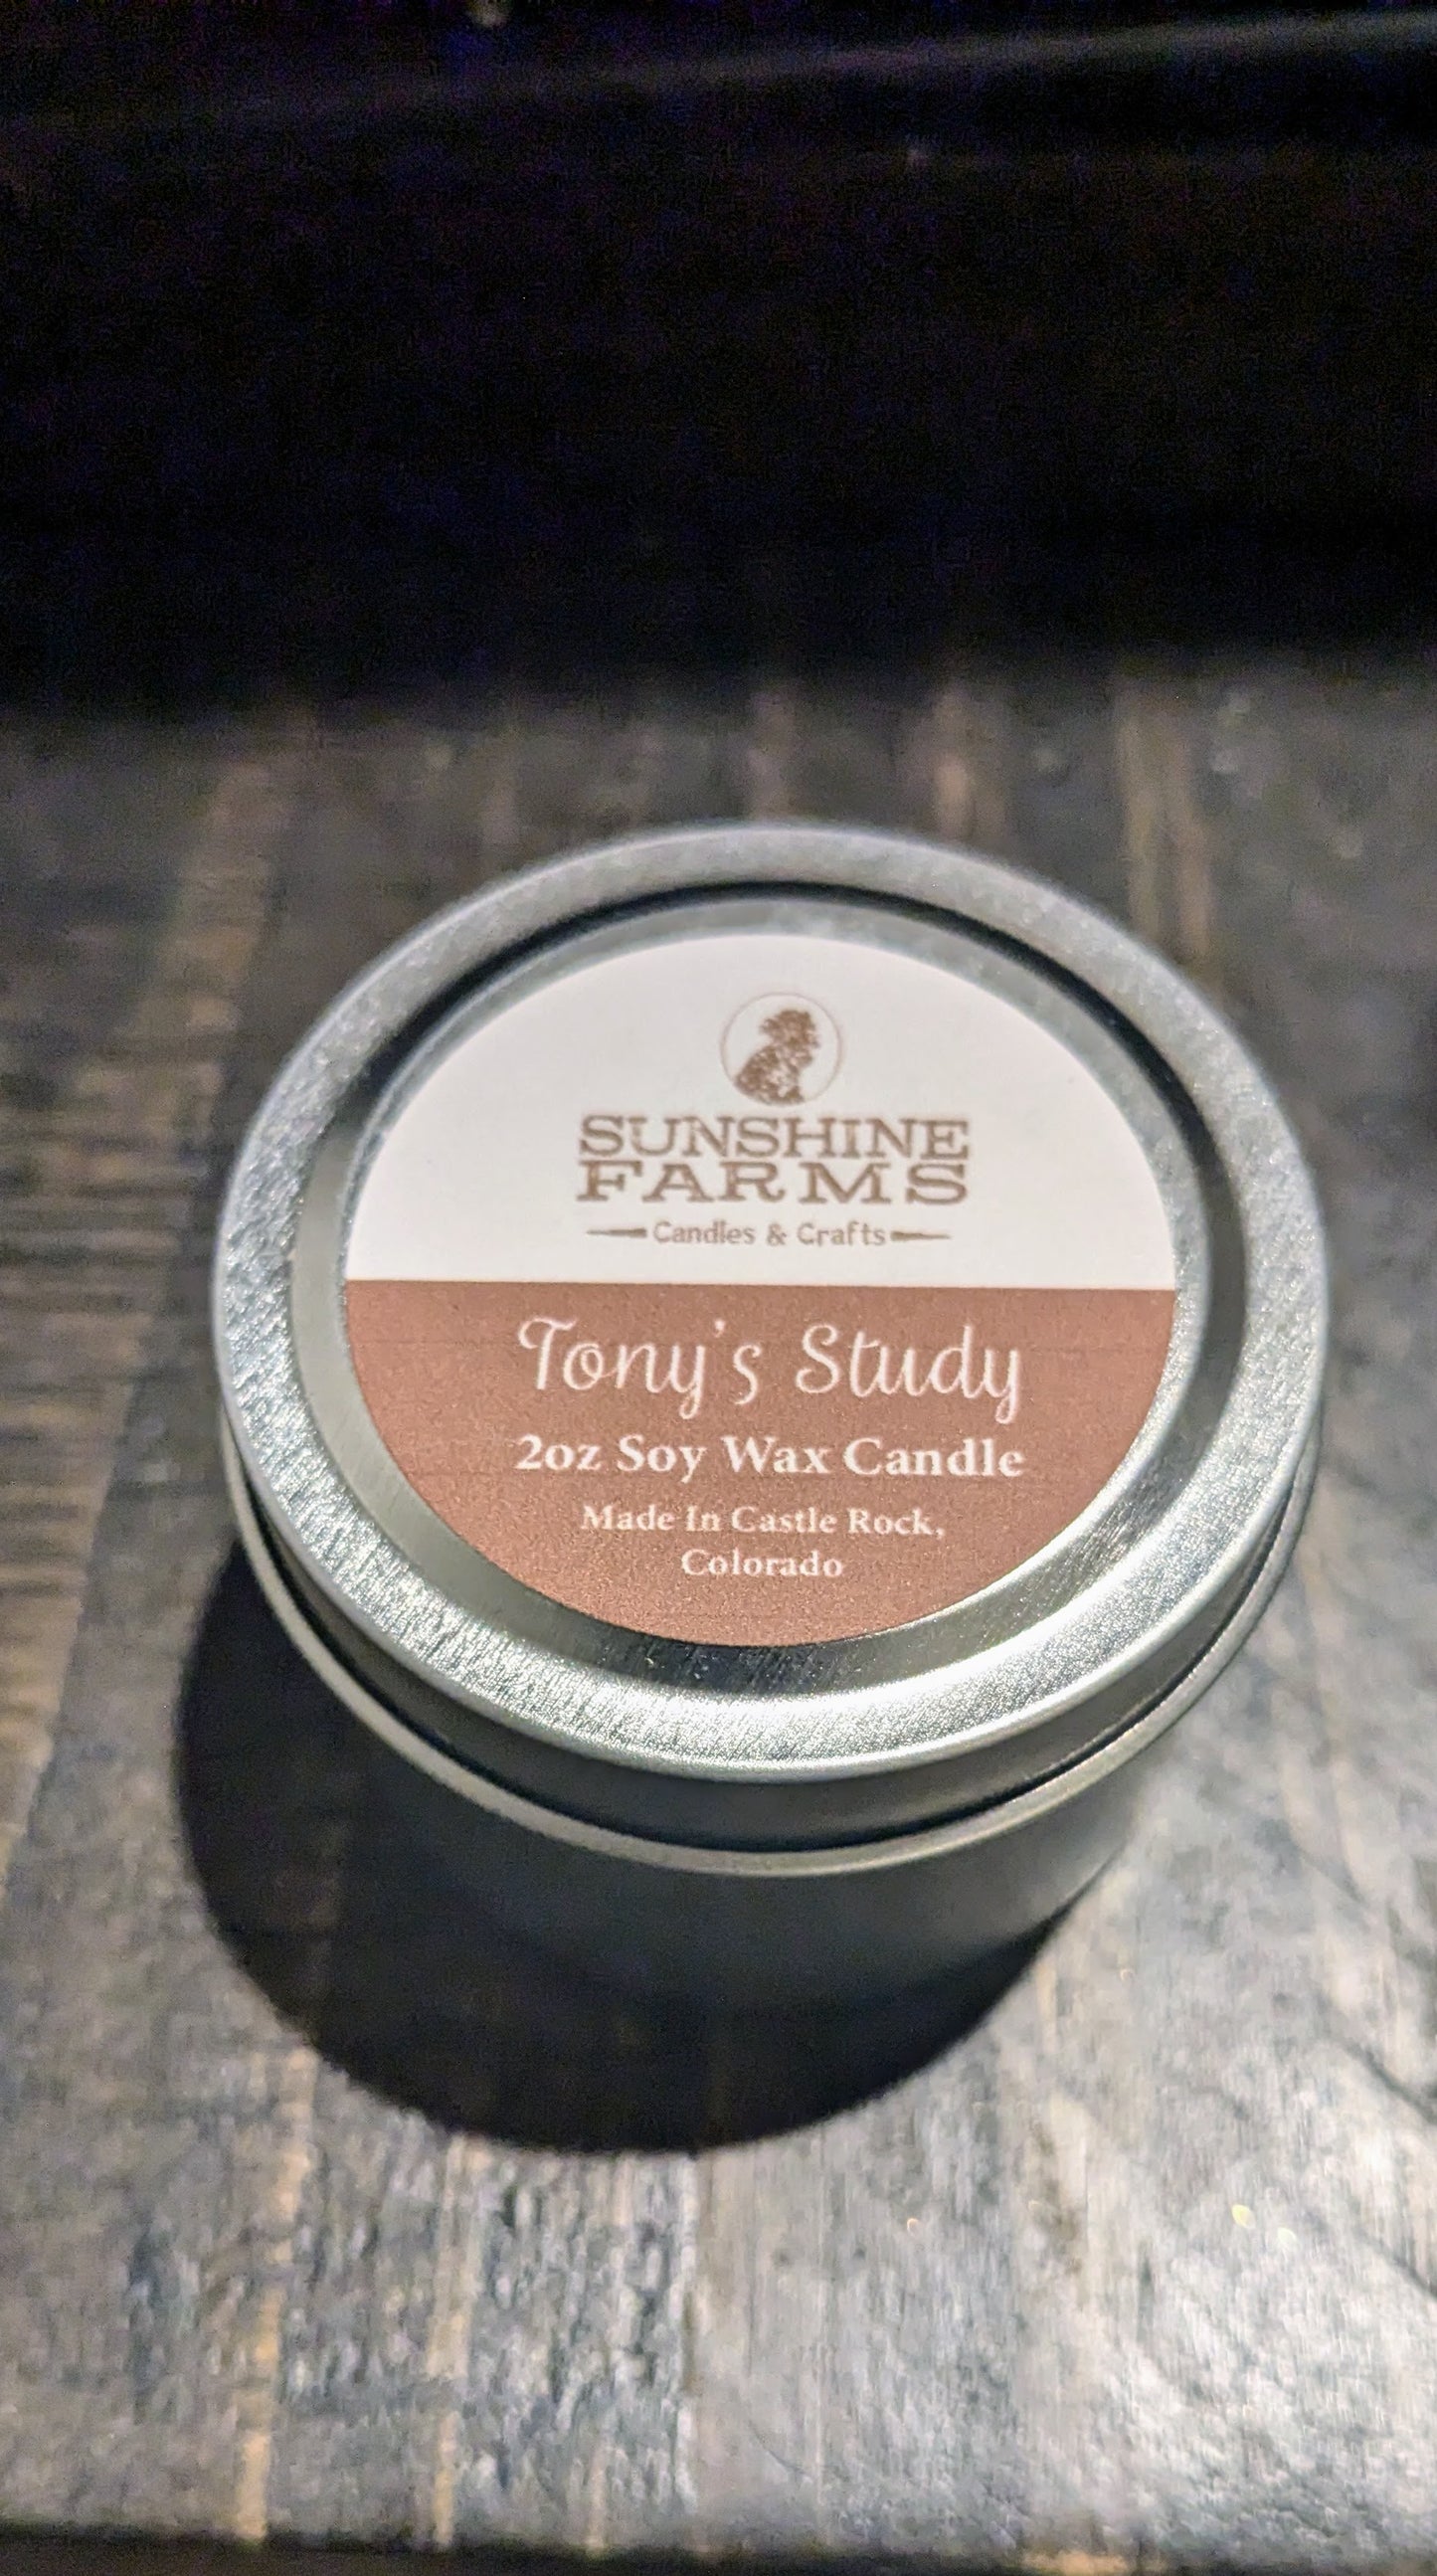 SUNSHINE
FARMS
Candles & Crafts
Tony's Study
2oz Soy Wax Candle
Made In Castle Rock,
Colorado